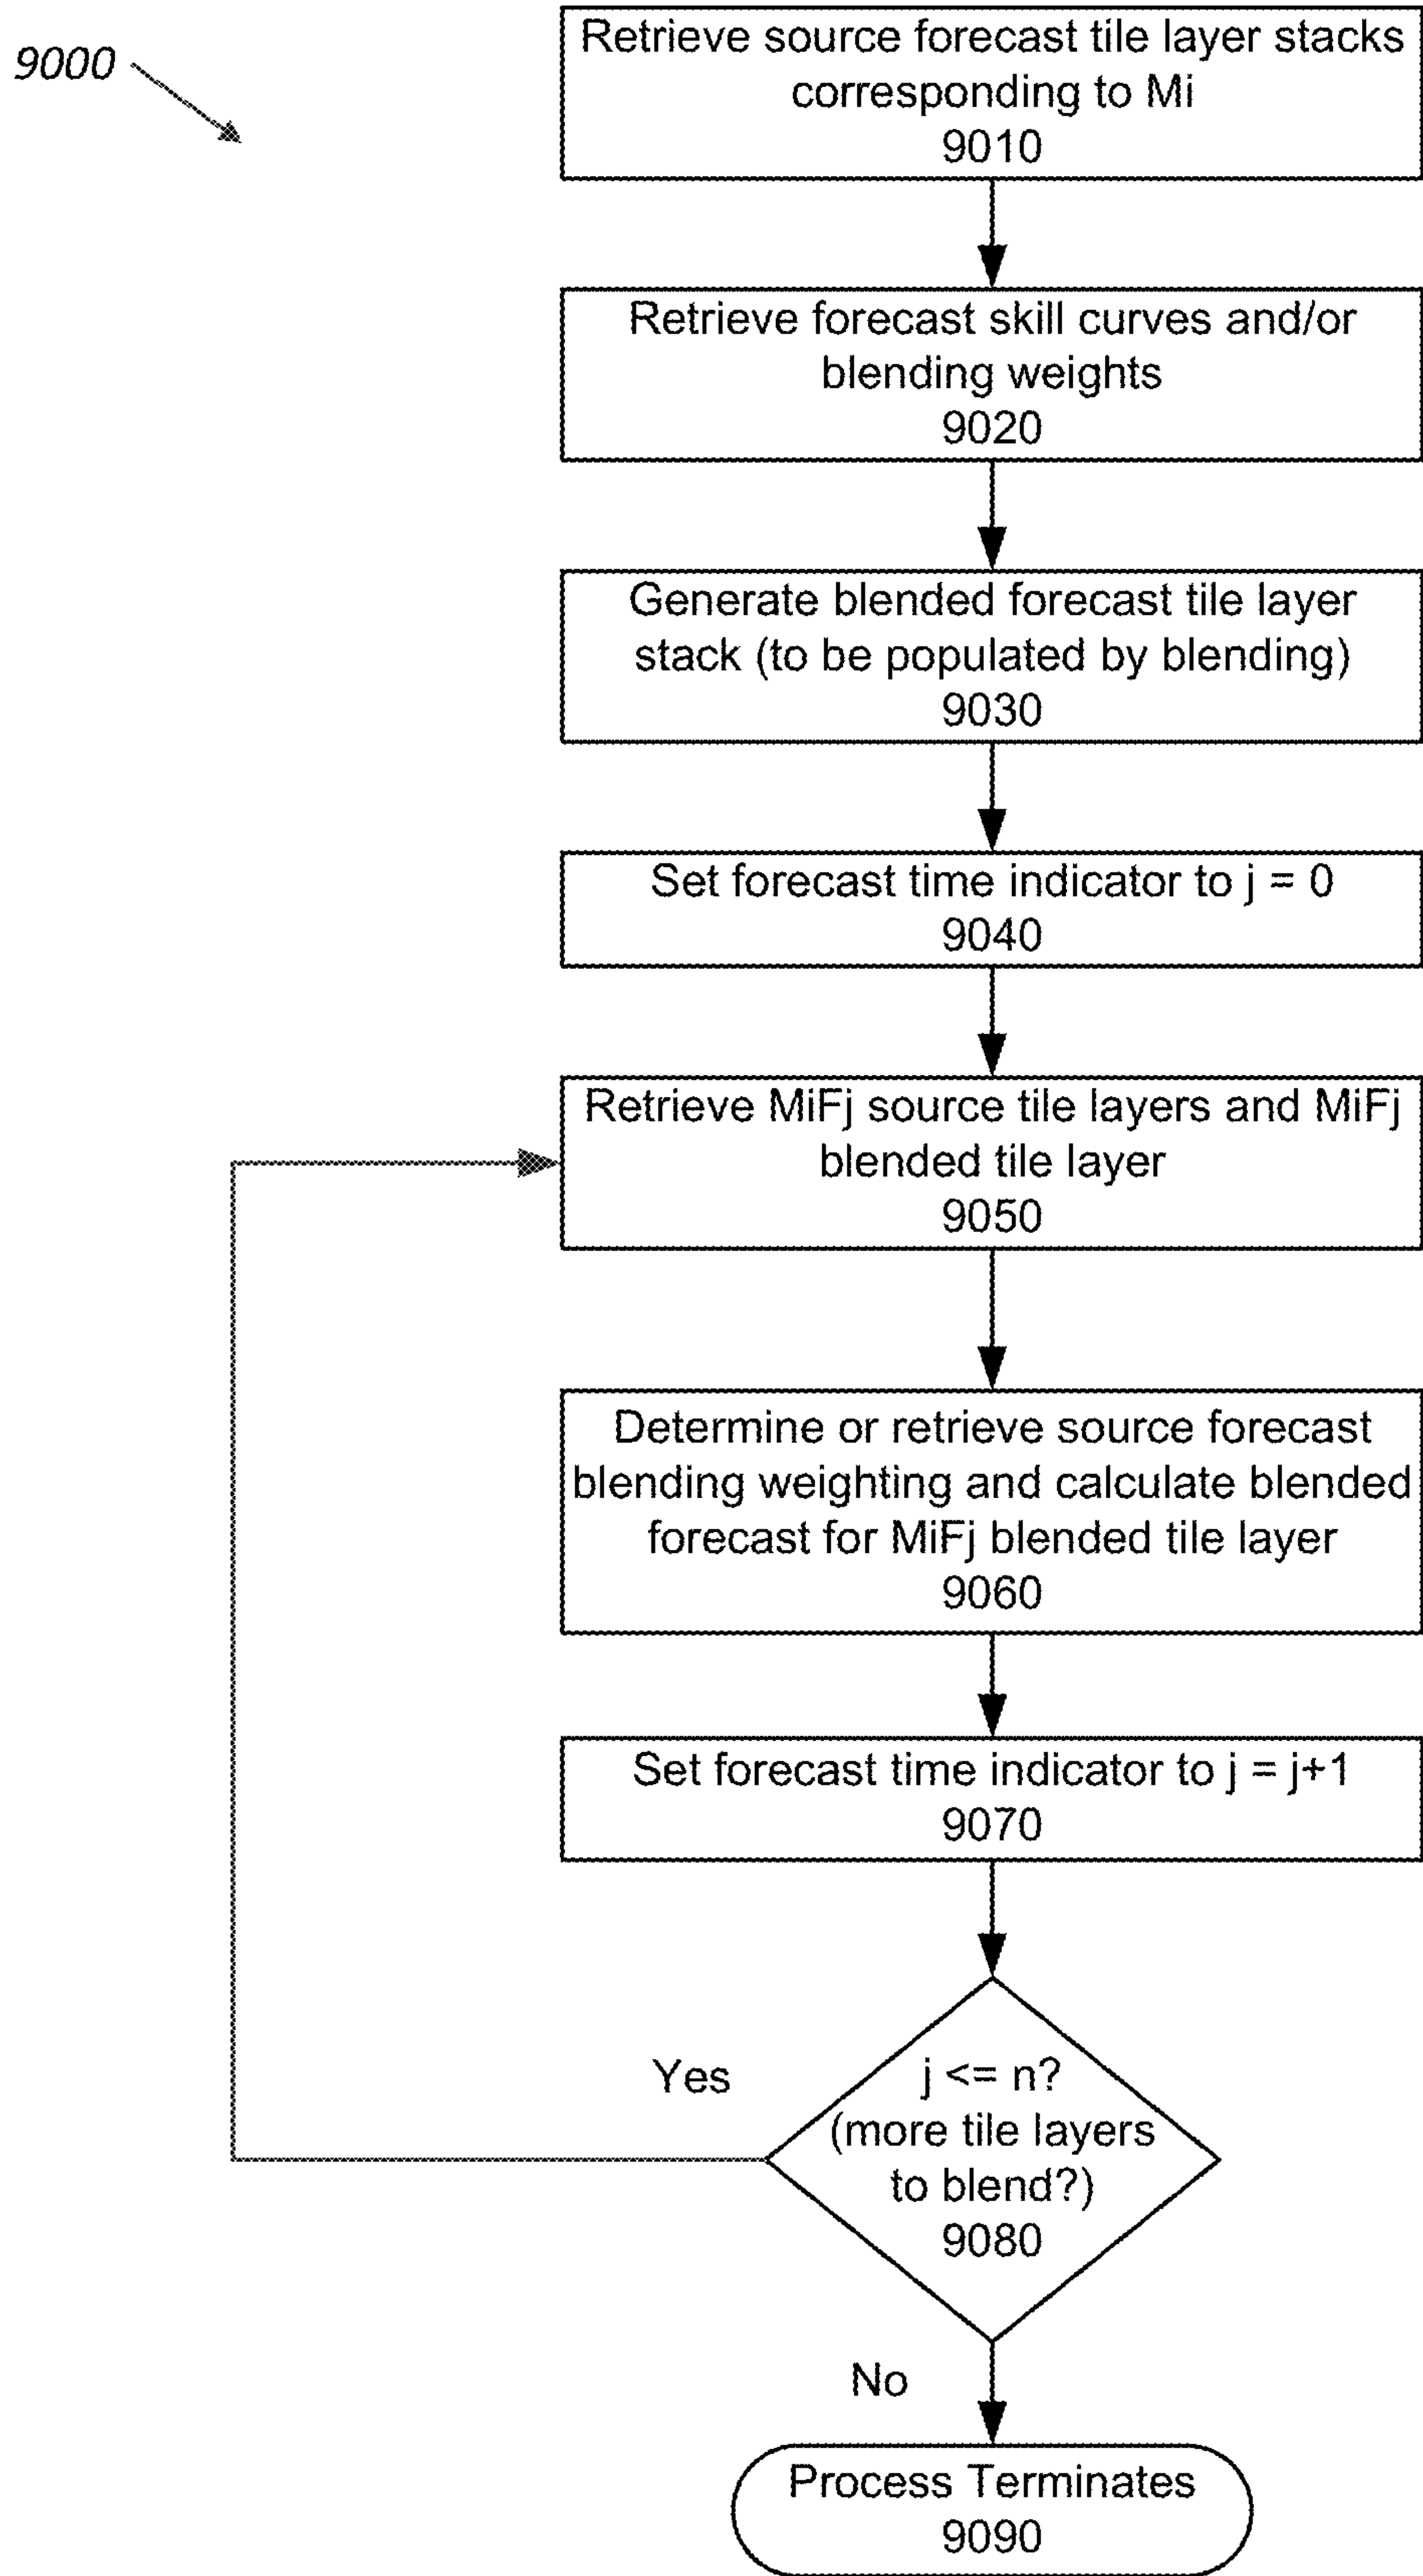 9000
Retrieve source forecast tile layer stacks
corresponding to Mi
9010
Retrieve forecast skill curves and/or
blending weights
9020
Generate blended forecast tile layer
stack (to be populated by blending)
9030
Set forecast time indicator to j = 0
9040
Retrieve MiFj source tile layers and MiFj
blended tile layer
9050
Determine or retrieve source forecast
blending weighting and calculate blended
forecast for MiFj blended tile layer
9060
Set forecast time indicator to j = j+1
9070
Yes
j <= n?
(more tile layers
to blend?)
9080
No
Process Terminates
9090